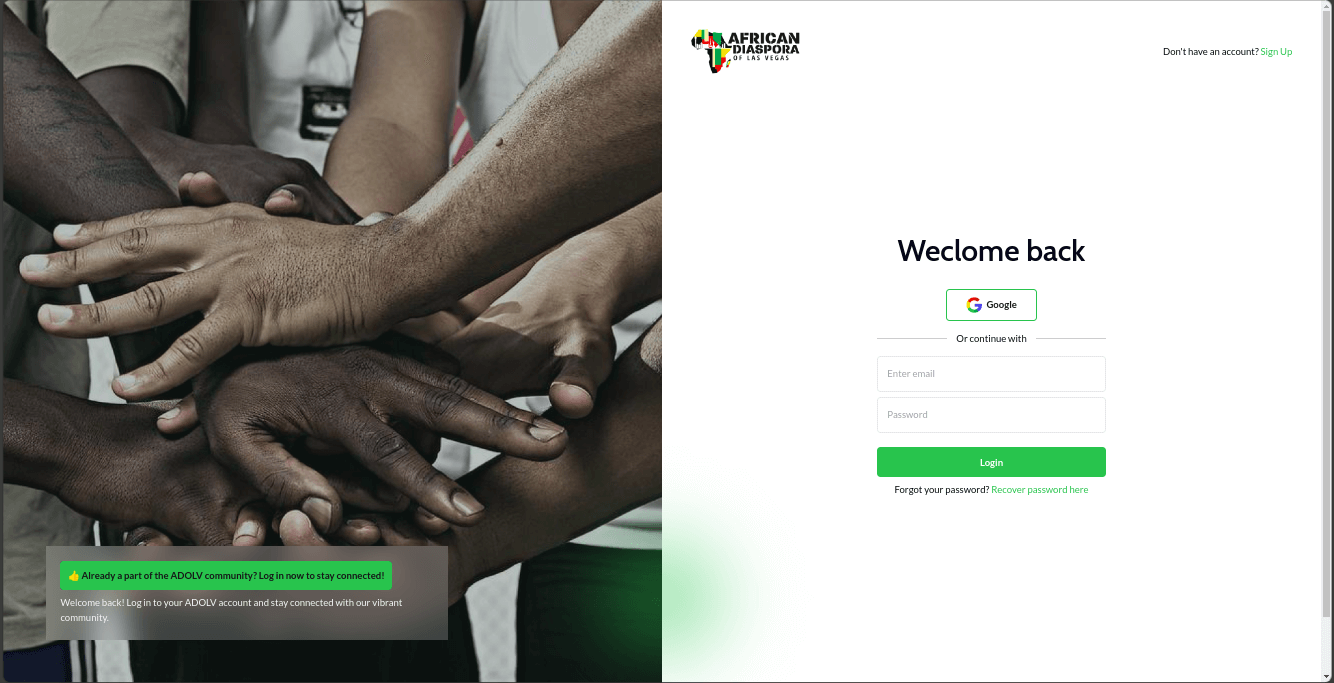 AFRICAN
DIASPORA
OF LAS VEGAS
Don't have an account? Sign Up
Weclome back
Google
Or continue with
Enter email
Password
Login
Forgot your password? Recover password here
👍 Already a part of the ADOLV community? Log in now to stay connected!
Welcome back! Log in to your ADOLV account and stay connected with our vibrant
community.